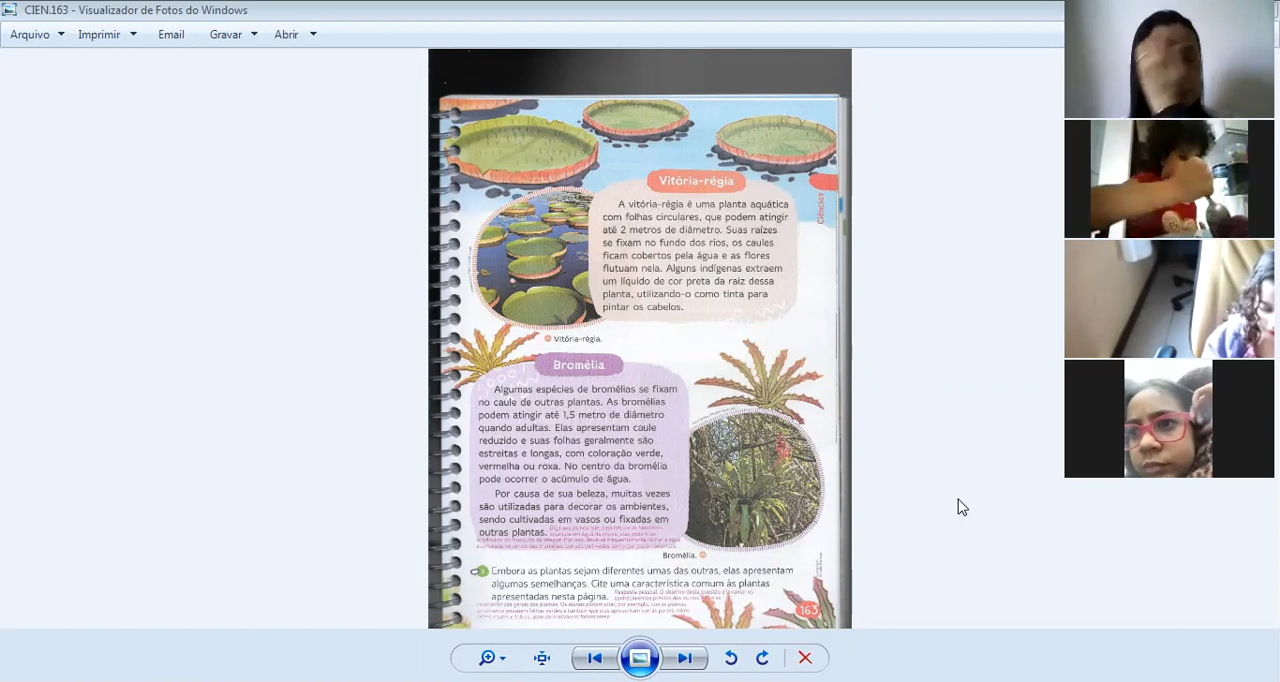 CIEN.163 - Visualizador de Fotos do Windows
Arquivo Imprimir Email Gravar Abrir
Vitória-régia
Ciências
A vitória-régia é uma planta aquática
com folhas circulares, que podem atingir
até 2 metros de diâmetro. Suas raízes
se fixam no fundo dos rios, os caules
ficam cobertos pela água e as flores
flutuam nela. Alguns indígenas extraem
um líquido de cor preta da raiz dessa
planta, utilizando-o como tinta para
pintar os cabelos.
Vitória-régia.
Bromélia
Algumas espécies de bromélias se fixam
no caule de outras plantas. As bromélias
podem atingir até 1,5 metro de diâmetro
quando adultas. Elas apresentam caule
reduzido e suas folhas geralmente são
estreitas e longas, com coloração verde,
vermelha ou roxa. No centro da bromélia
pode ocorrer o acúmulo de água.
Por causa de sua beleza, muitas vezes
são utilizadas para decorar os ambientes,
sendo cultivadas em vasos ou fixadas em
outras plantas.
Bromélia.
Embora as plantas sejam diferentes umas das outras, elas apresentam
algumas semelhanças. Cite uma característica comum às plantas
apresentadas nesta página.
163